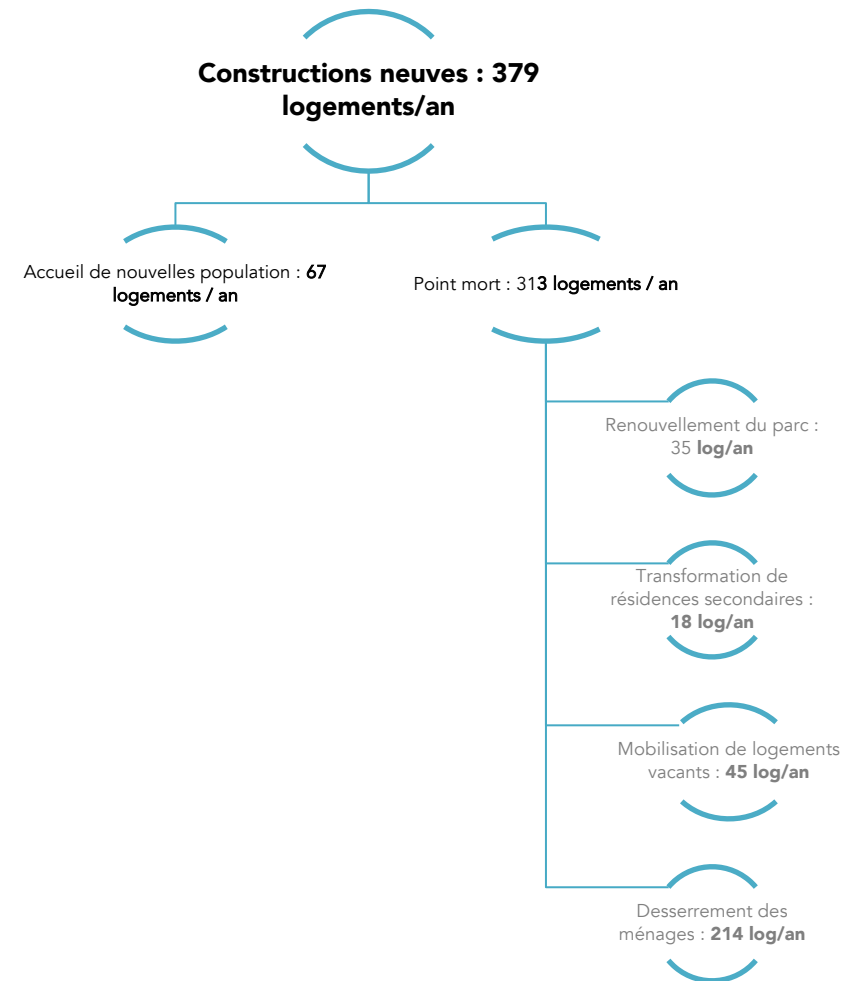 Constructions neuves : 379
logements/an
Accueil de nouvelles population : 67
logements / an
Point mort : 313 logements / an
Renouvellement du parc :
35 log/an
Transformation de
résidences secondaires :
18 log/an
Mobilisation de logements
vacants : 45 log/an
Desserrement des
ménages : 214 log/an